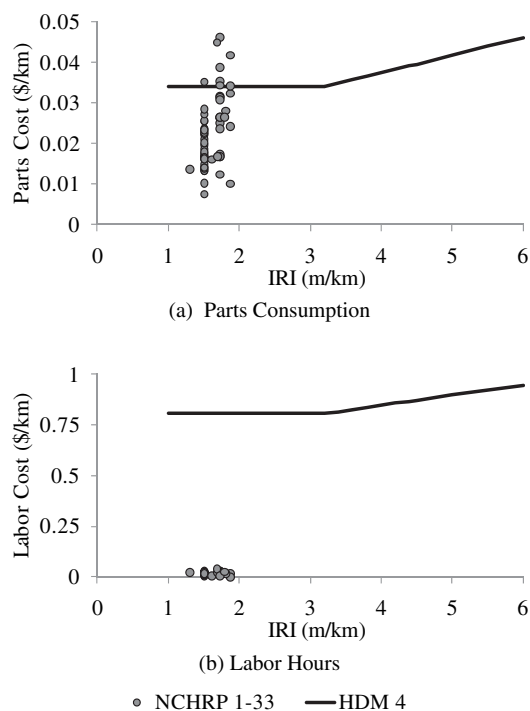 0.05
0.04
0.03
0.02
0.01
0
Parts Cost ($/km)
0 1 2 3 4 5 6
IRI (m/km)
(a) Parts Consumption
1
0.75
0.5
0.25
0
Labor Cost ($/km)
0 1 2 3 4 5 6
IRI (m/km)
(b) Labor Hours
NCHRP 1-33 HDM 4